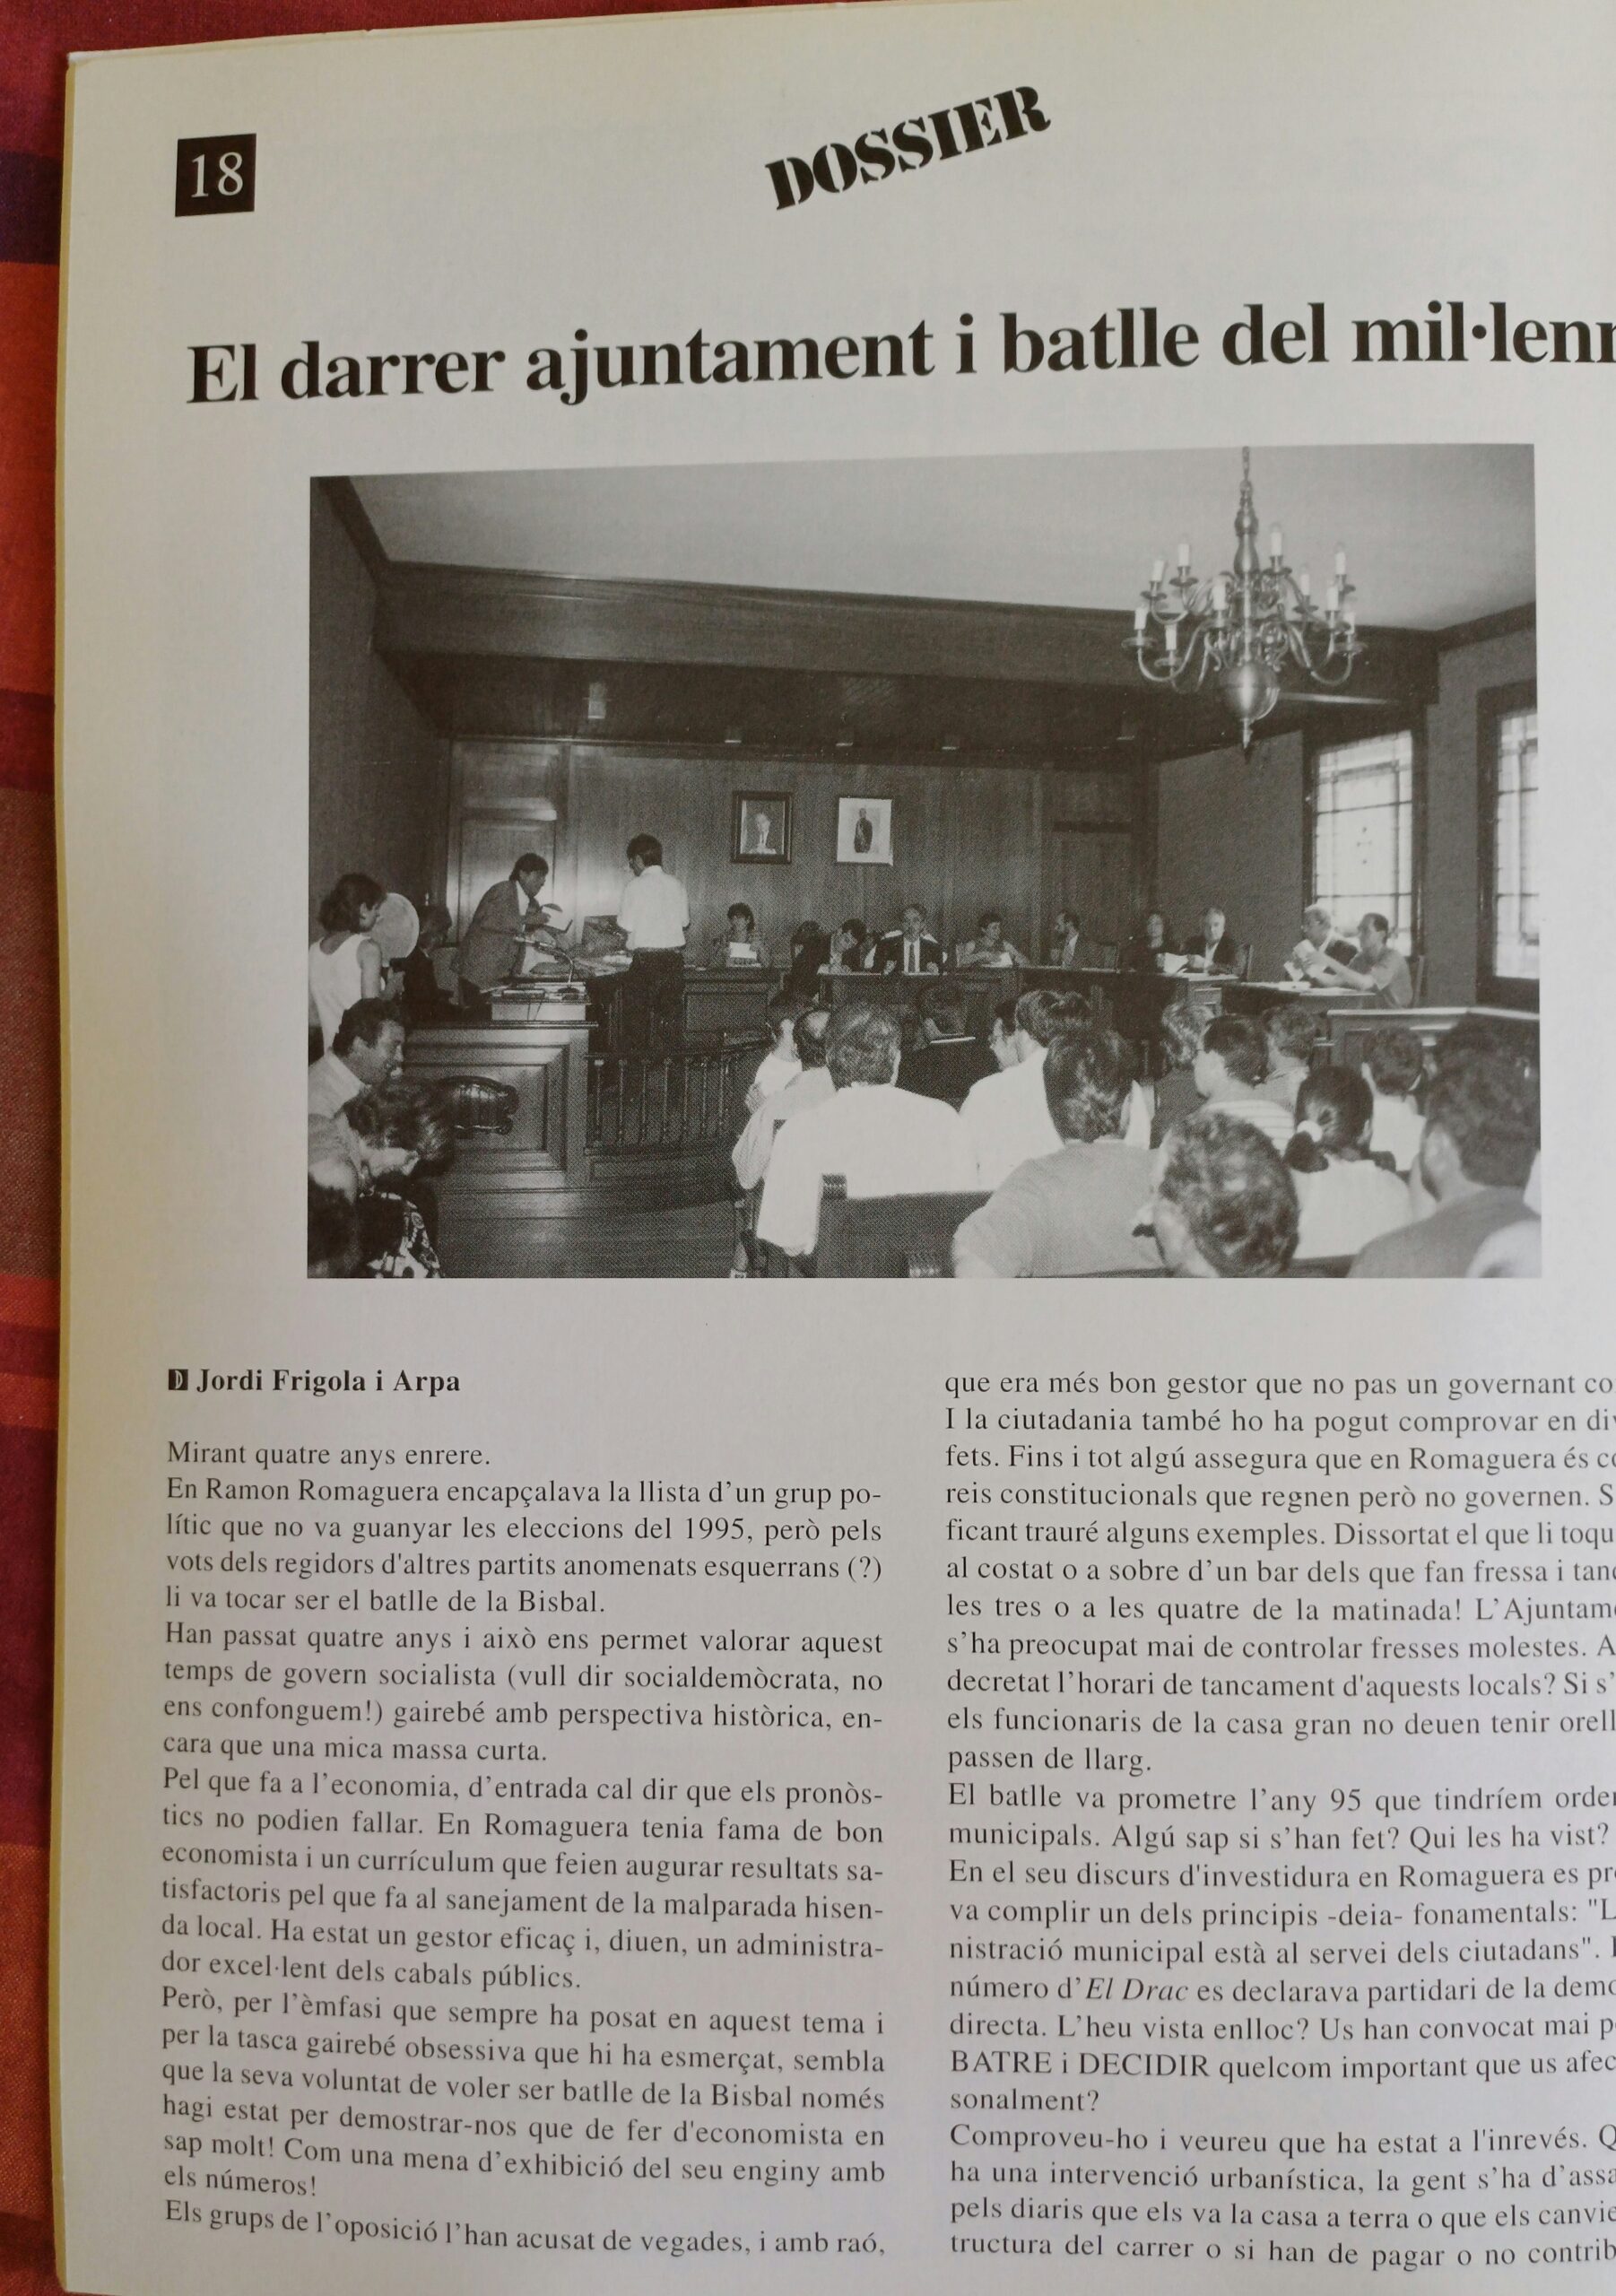 18
DOSSIER
El darrer ajuntament i batlle del mil·lenn
Jordi Frigola i Arpa
Mirant quatre anys enrere.
En Ramon Romaguera encapçalava la llista d’un grup po-
lític que no va guanyar les eleccions del 1995, però pels
vots dels regidors d'altres partits anomenats esquerrans (?)
li va tocar ser el batlle de la Bisbal.
Han passat quatre anys i això ens permet valorar aquest
temps de govern socialista (vull dir socialdemòcrata, no
ens confonguem!) gairebé amb perspectiva històrica, en-
cara que una mica massa curta.
Pel que fa a l’economia, d’entrada cal dir que els pronòs-
tics no podien fallar. En Romaguera tenia fama de bon
economista i un currículum que feien augurar resultats sa-
tisfactoris pel que fa al sanejament de la malparada hisen-
da local. Ha estat un gestor eficaç i, diuen, un administra-
dor excel·lent dels cabals públics.
Però, per l’èmfasi que sempre ha posat en aquest tema i
per la tasca gairebé obsessiva que hi ha esmerçat, sembla
que la seva voluntat de voler ser batlle de la Bisbal només
hagi estat per demostrar-nos que de fer d'economista en
sap molt! Com una mena d’exhibició del seu enginy amb
els números!
Els grups de l’oposició l’han acusat de vegades, i amb raó,
que era més bon gestor que no pas un governant co
I la ciutadania també ho ha pogut comprovar en di
fets. Fins i tot algú assegura que en Romaguera és c
reis constitucionals que regnen però no governen. S
ficant trauré alguns exemples. Dissortat el que li toqu
al costat o a sobre d’un bar dels que fan fressa i tan
les tres o a les quatre de la matinada! L’Ajuntam
s’ha preocupat mai de controlar fresses molestes. A
decretat l’horari de tancament d'aquests locals? Si s’
els funcionaris de la casa gran no deuen tenir orell
passen de llarg.
El batlle va prometre l’any 95 que tindríem orde
municipals. Algú sap si s’han fet? Qui les ha vist?
En el seu discurs d'investidura en Romaguera es pr
va complir un dels principis -deia- fonamentals: "L
nistració municipal està al servei dels ciutadans".
número d’El Drac es declarava partidari de la dem
directa. L’heu vista enlloc? Us han convocat mai p
BATRE i DECIDIR quelcom important que us afec
sonalment?
Comproveu-ho i veureu que ha estat a l'inrevés. Q
ha una intervenció urbanística, la gent s’ha d’assa
pels diaris que els va la casa a terra o que els canvi
tructura del carrer o si han de pagar o no contrib